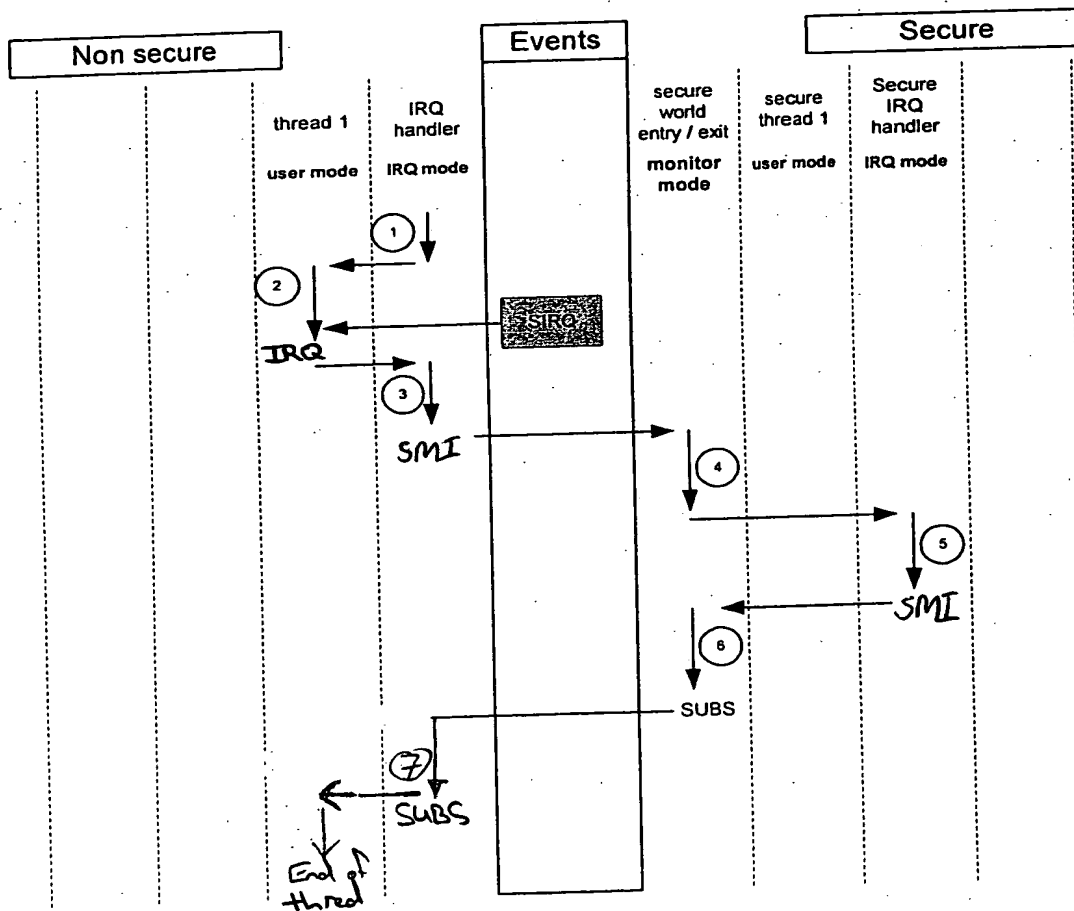 Non secure
Events
Secure
thread 1
user mode
IRQ
handler
IRQ mode
secure
world
entry / exit
monitor
mode
secure
thread 1
user mode
Secure
IRQ
handler
IRQ mode
1
2
SIRQ
IRQ
3
SMI
4
5
SMI
6
SUBS
7
SUBS
End of
thred